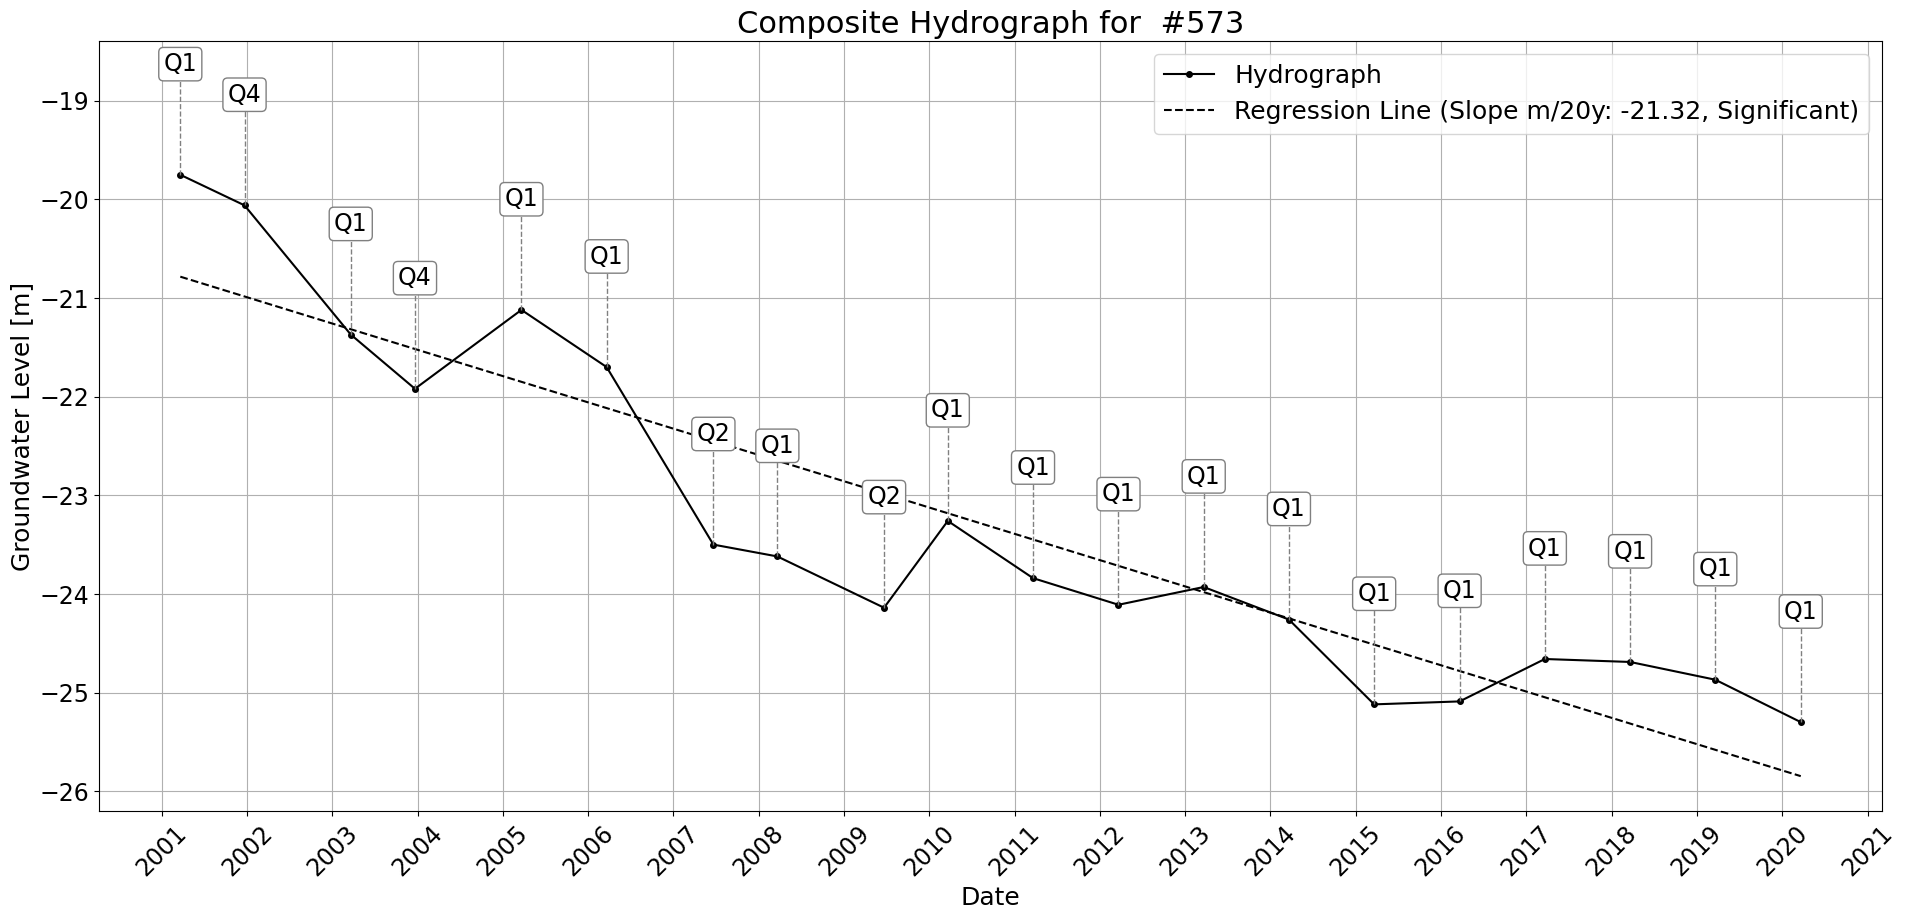 Composite Hydrograph for  #573
Hydrograph
Regression Line (Slope m/20y: -21.32, Significant)
Groundwater Level [m]
−19
−20
−21
−22
−23
−24
−25
−26
Q1
Q4
Q1
Q4
Q1
Q1
Q2
Q1
Q2
Q1
Q1
Q1
Q1
Q1
Q1
Q1
Q1
Q1
Q1
Q1
2001
2002
2003
2004
2005
2006
2007
2008
2009
2010
2011
2012
2013
2014
2015
2016
2017
2018
2019
2020
2021
Date